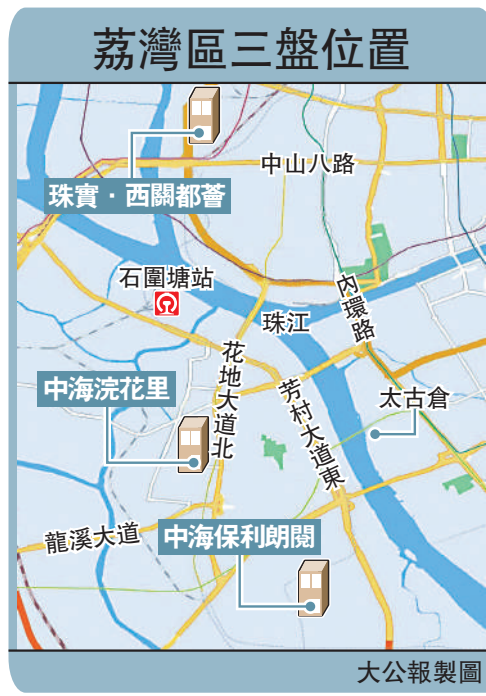 荔灣區三盤位置
中山八路
珠實·西關都薈
石圍塘站
內環路
珠江
花地大道北
中海浣花里
芳村大道東
太古倉
龍溪大道
中海保利朗閱
大公報製圖